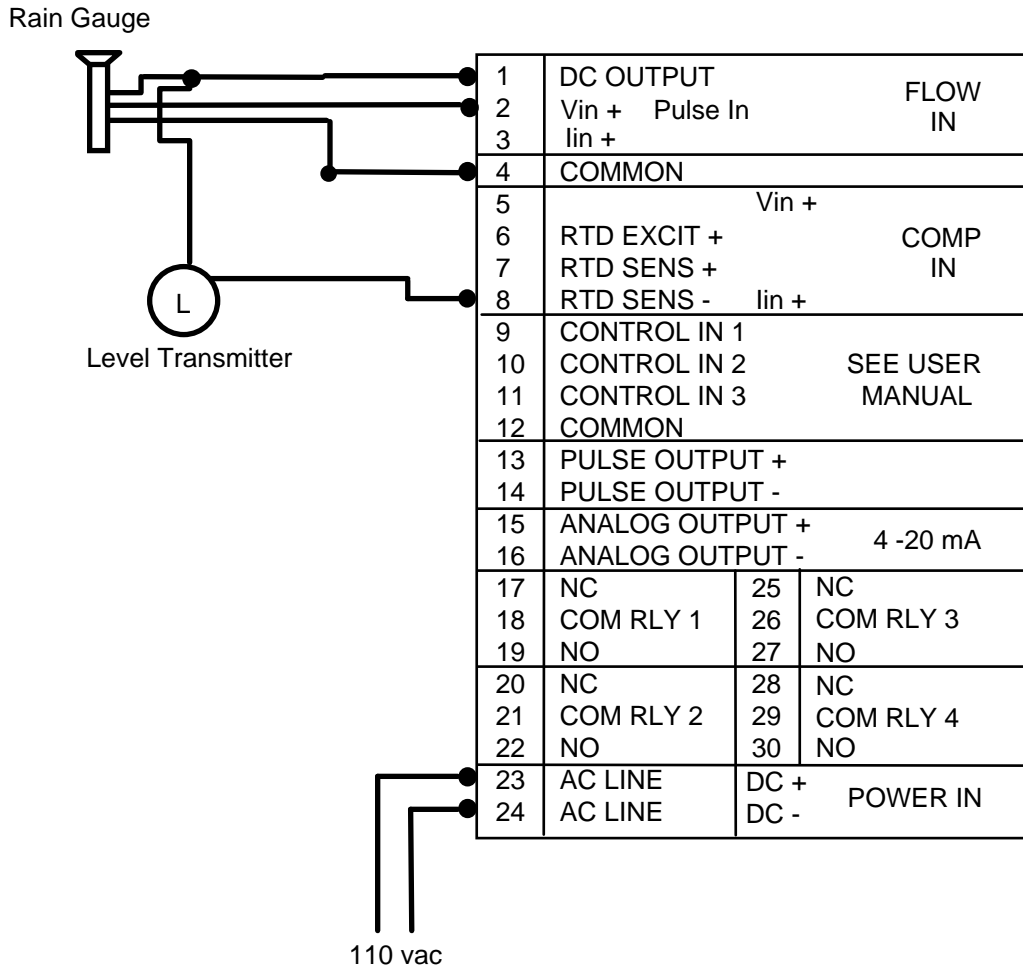 Rain Gauge
1 DC OUTPUT
2 Vin + Pulse In
3 Iin +
FLOW
IN
4 COMMON
5 Vin +
6 RTD EXCIT +
7 RTD SENS +
8 RTD SENS - Iin +
COMP
IN
L
Level Transmitter
9 CONTROL IN 1
10 CONTROL IN 2
11 CONTROL IN 3
12 COMMON
SEE USER
MANUAL
13 PULSE OUTPUT +
14 PULSE OUTPUT -
15 ANALOG OUTPUT +
16 ANALOG OUTPUT -
4 -20 mA
17 NC 25 NC
18 COM RLY 1 26 COM RLY 3
19 NO 27 NO
20 NC 28 NC
21 COM RLY 2 29 COM RLY 4
22 NO 30 NO
23 AC LINE DC +
24 AC LINE DC -
POWER IN
110 vac